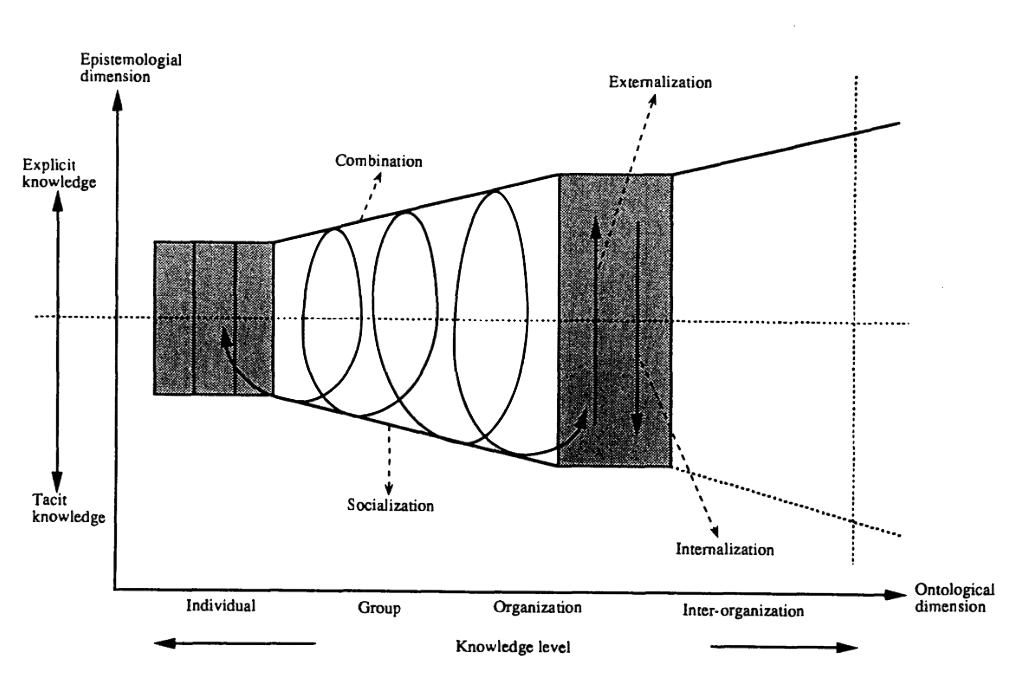 Epistemologial
dimension
Externalization
Combination
Explicit
knowledge
Tacit
knowledge
Socialization
Internalization
Ontological
dimension
Individual
Group
Organization
Inter-organization
Knowledge level